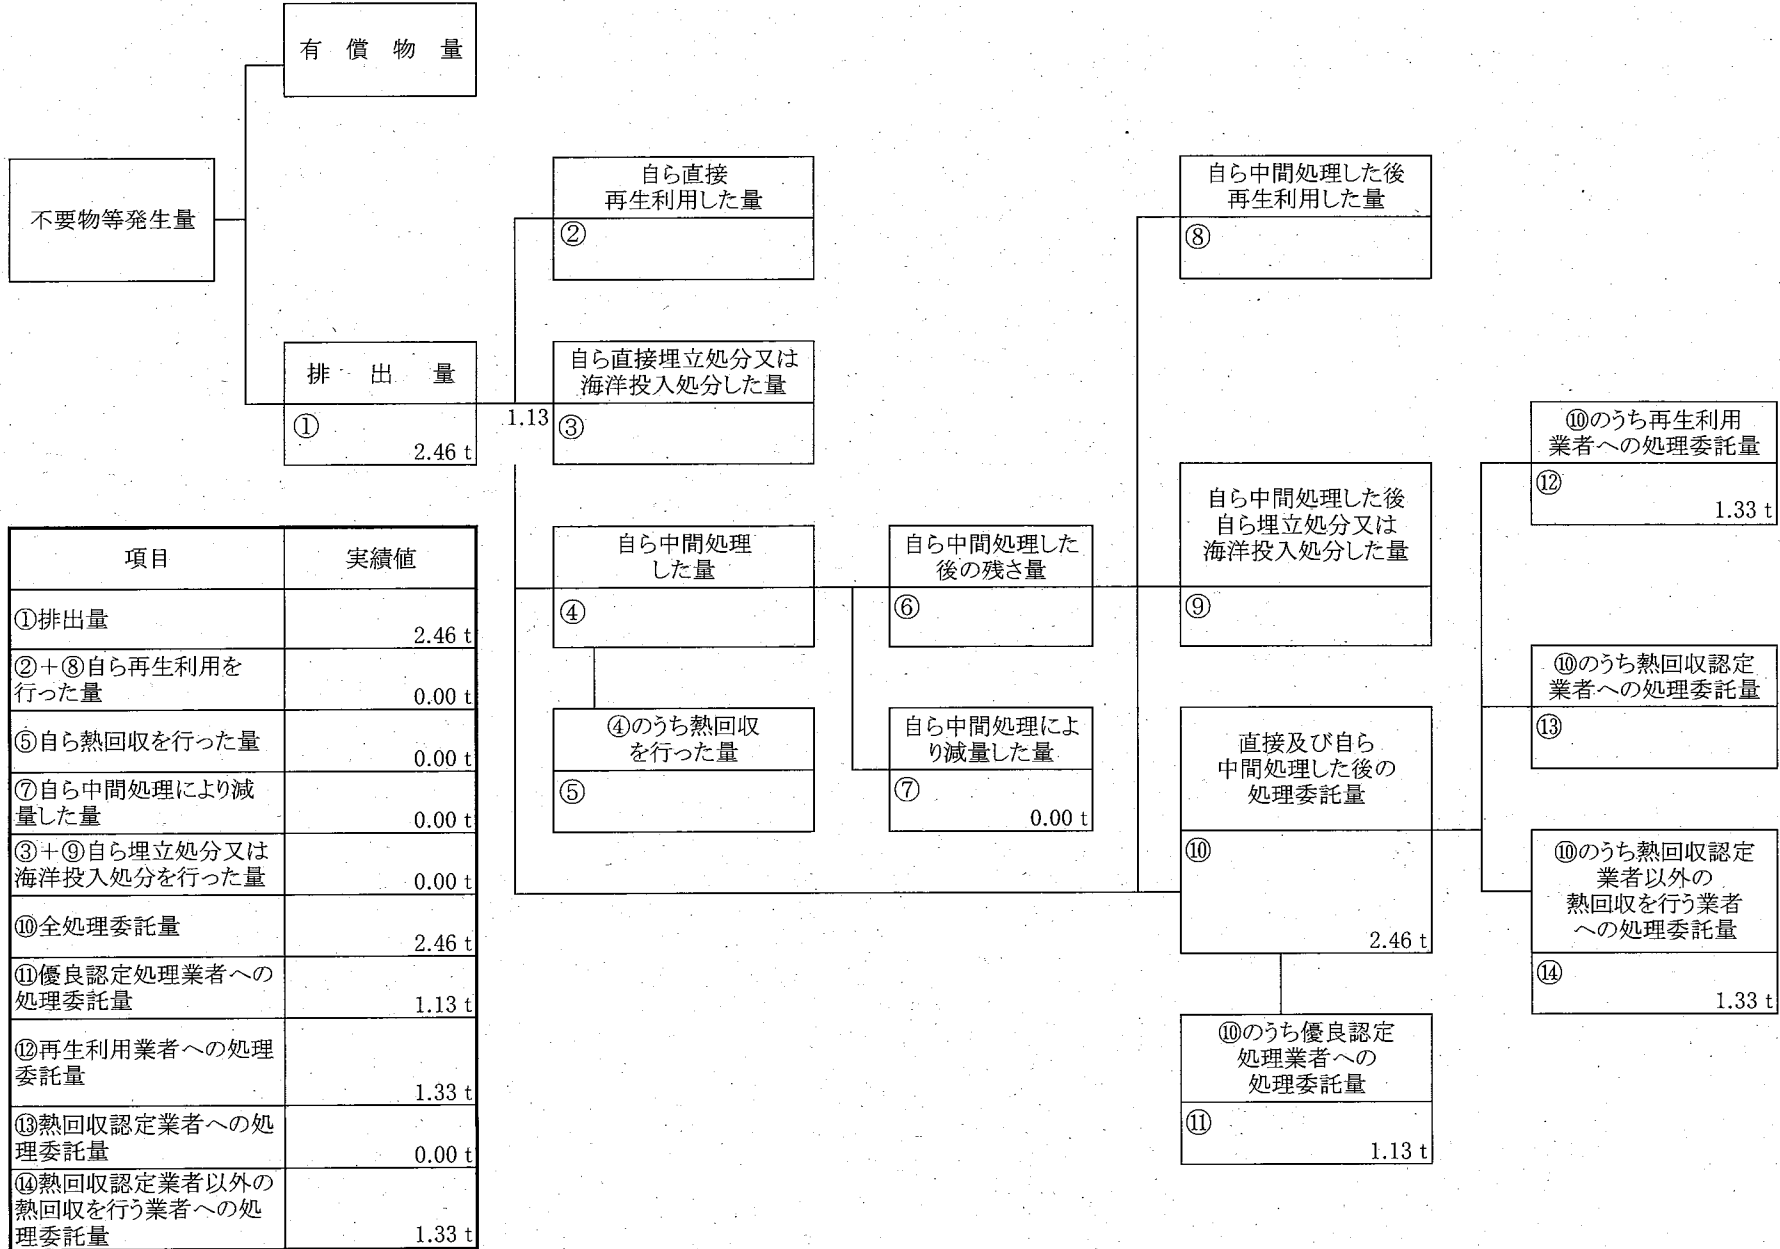 有償物量
不要物等発生量
排出量
①
2.46 t
1.13
自ら直接
再生利用した量
②
自ら直接埋立処分又は
海洋投入処分した量
③
自ら中間処理
した量
④
④のうち熱回収
を行った量
⑤
自ら中間処理した
後の残さ量
⑥
自ら中間処理によ
り減量した量
⑦
0.00 t
自ら中間処理した後
再生利用した量
⑧
自ら中間処理した後
自ら埋立処分又は
海洋投入処分した量
⑨
直接及び自ら
中間処理した後の
処理委託量
⑩
2.46 t
⑩のうち優良認定
処理業者への
処理委託量
⑪
1.13 t
⑩のうち再生利用
業者への処理委託量
⑫
1.33 t
⑩のうち熱回収認定
業者への処理委託量
⑬
⑩のうち熱回収認定
業者以外の
熱回収を行う業者
への処理委託量
⑭
1.33 t
項目 実績値
①排出量
2.46 t
②+⑧自ら再生利用を
行った量
0.00 t
⑤自ら熱回収を行った量
0.00 t
⑦自ら中間処理により減
量した量
0.00 t
③+⑨自ら埋立処分又は
海洋投入処分を行った量
0.00 t
⑩全処理委託量
2.46 t
⑪優良認定処理業者への
処理委託量
1.13 t
⑫再生利用業者への処理
委託量
1.33 t
⑬熱回収認定業者への処
理委託量
0.00 t
⑭熱回収認定業者以外の
熱回収を行う業者への処
理委託量
1.33 t